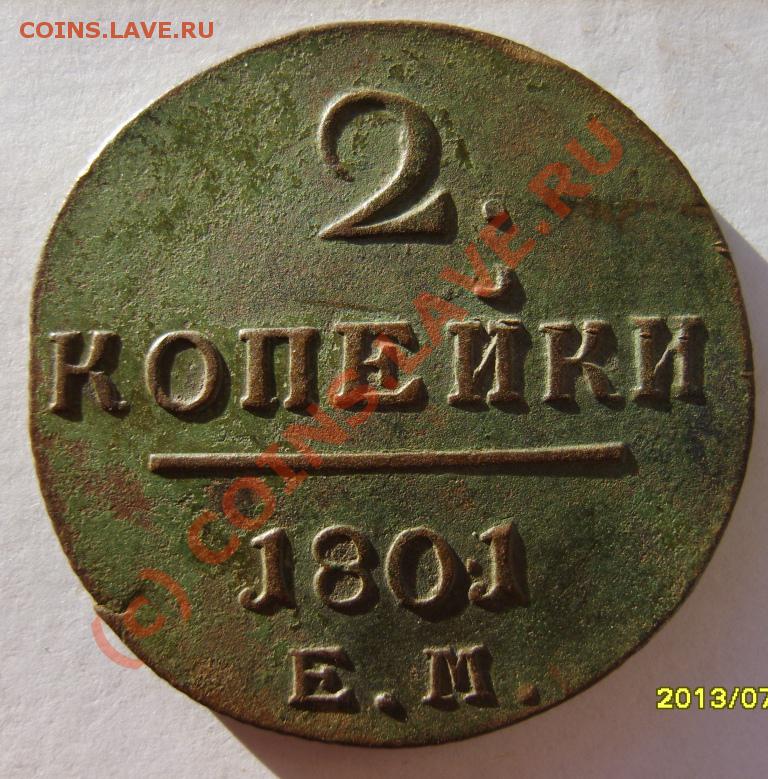 COINS.LAVE.RU
2.
КОПЕЙКИ
1801
Е.М.
(c) COINS.LAVE.RU
2013/07